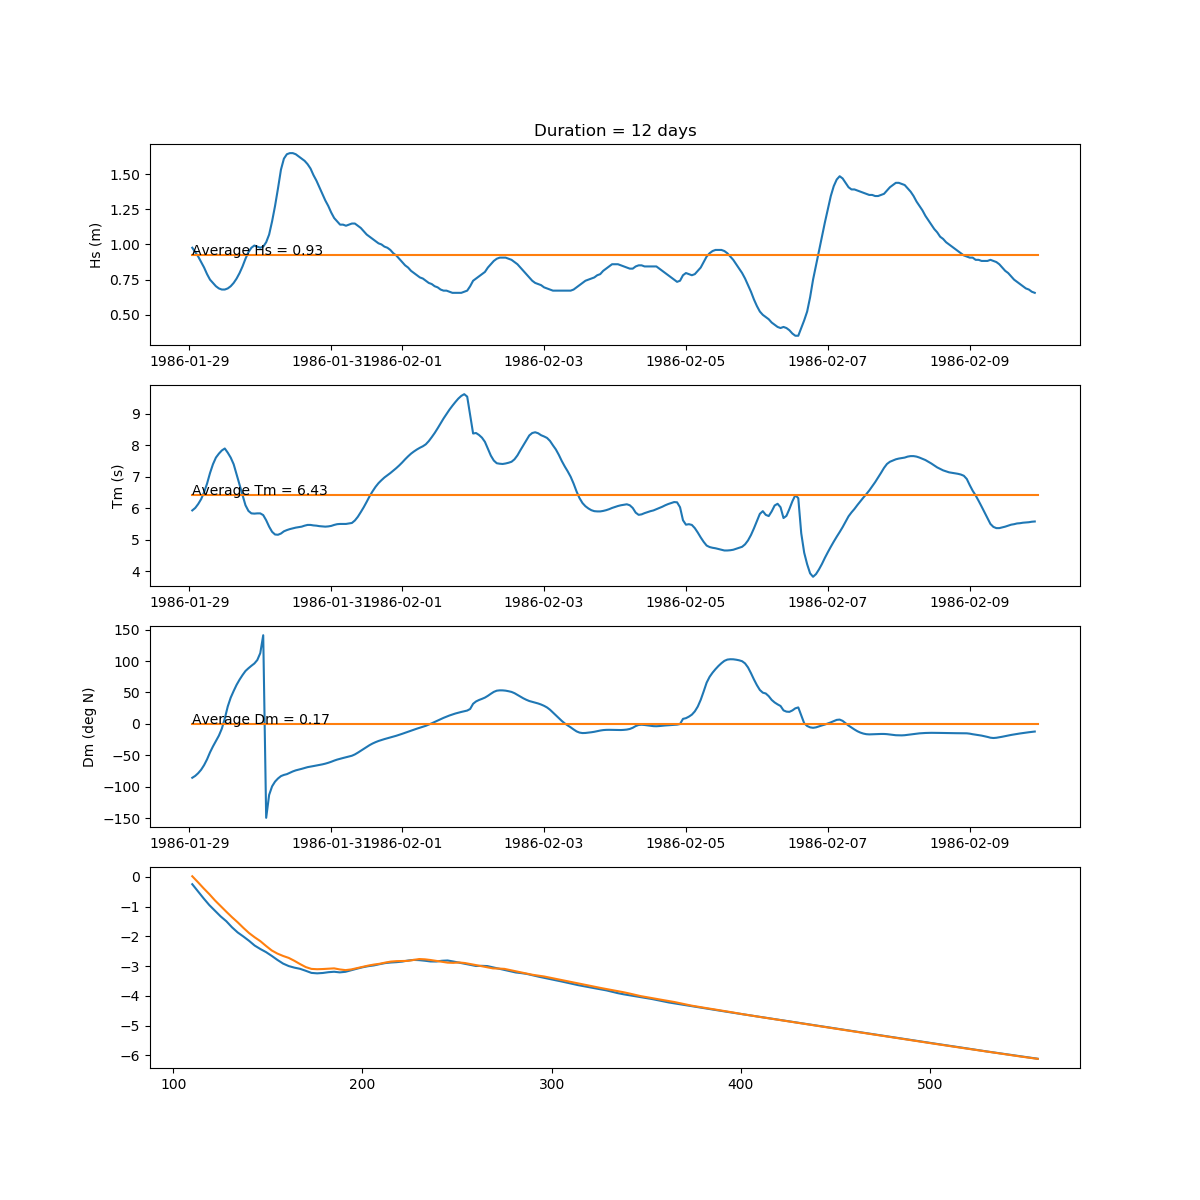 Duration = 12 days
Hs (m)
1.50
1.25
1.00
0.75
0.50
Average Hs = 0.93
1986-01-29 1986-01-31 1986-02-01 1986-02-03 1986-02-05 1986-02-07 1986-02-09
Tm (s)
9
8
7
6
5
4
Average Tm = 6.43
1986-01-29 1986-01-31 1986-02-01 1986-02-03 1986-02-05 1986-02-07 1986-02-09
Dm (deg N)
150
100
50
0
−50
−100
−150
Average Dm = 0.17
1986-01-29 1986-01-31 1986-02-01 1986-02-03 1986-02-05 1986-02-07 1986-02-09
0
−1
−2
−3
−4
−5
−6
100 200 300 400 500